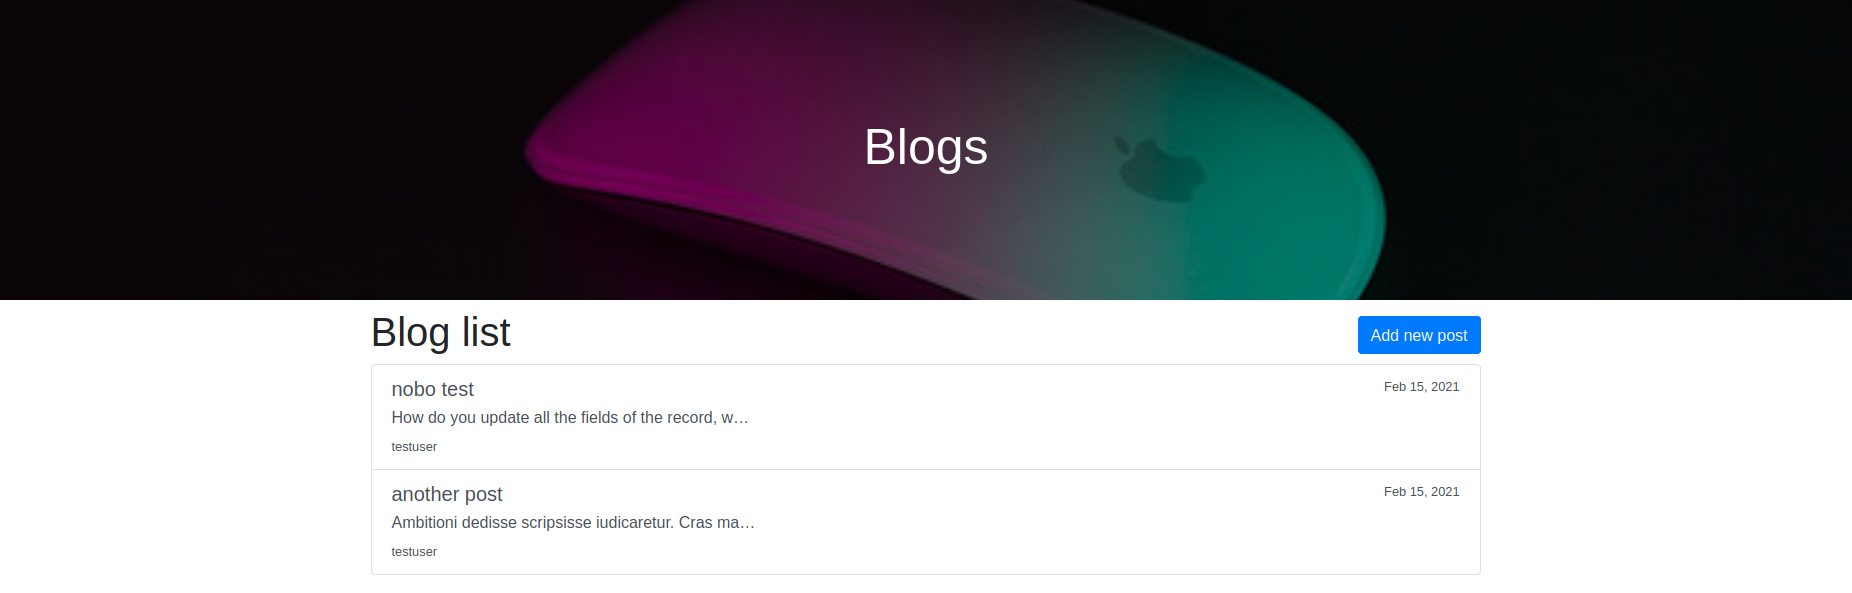 Blogs
Blog list
Add new post
nobo test
Feb 15, 2021
How do you update all the fields of the record, w…
testuser
another post
Feb 15, 2021
Ambitioni dedisse scripsisse iudicaretur. Cras ma…
testuser